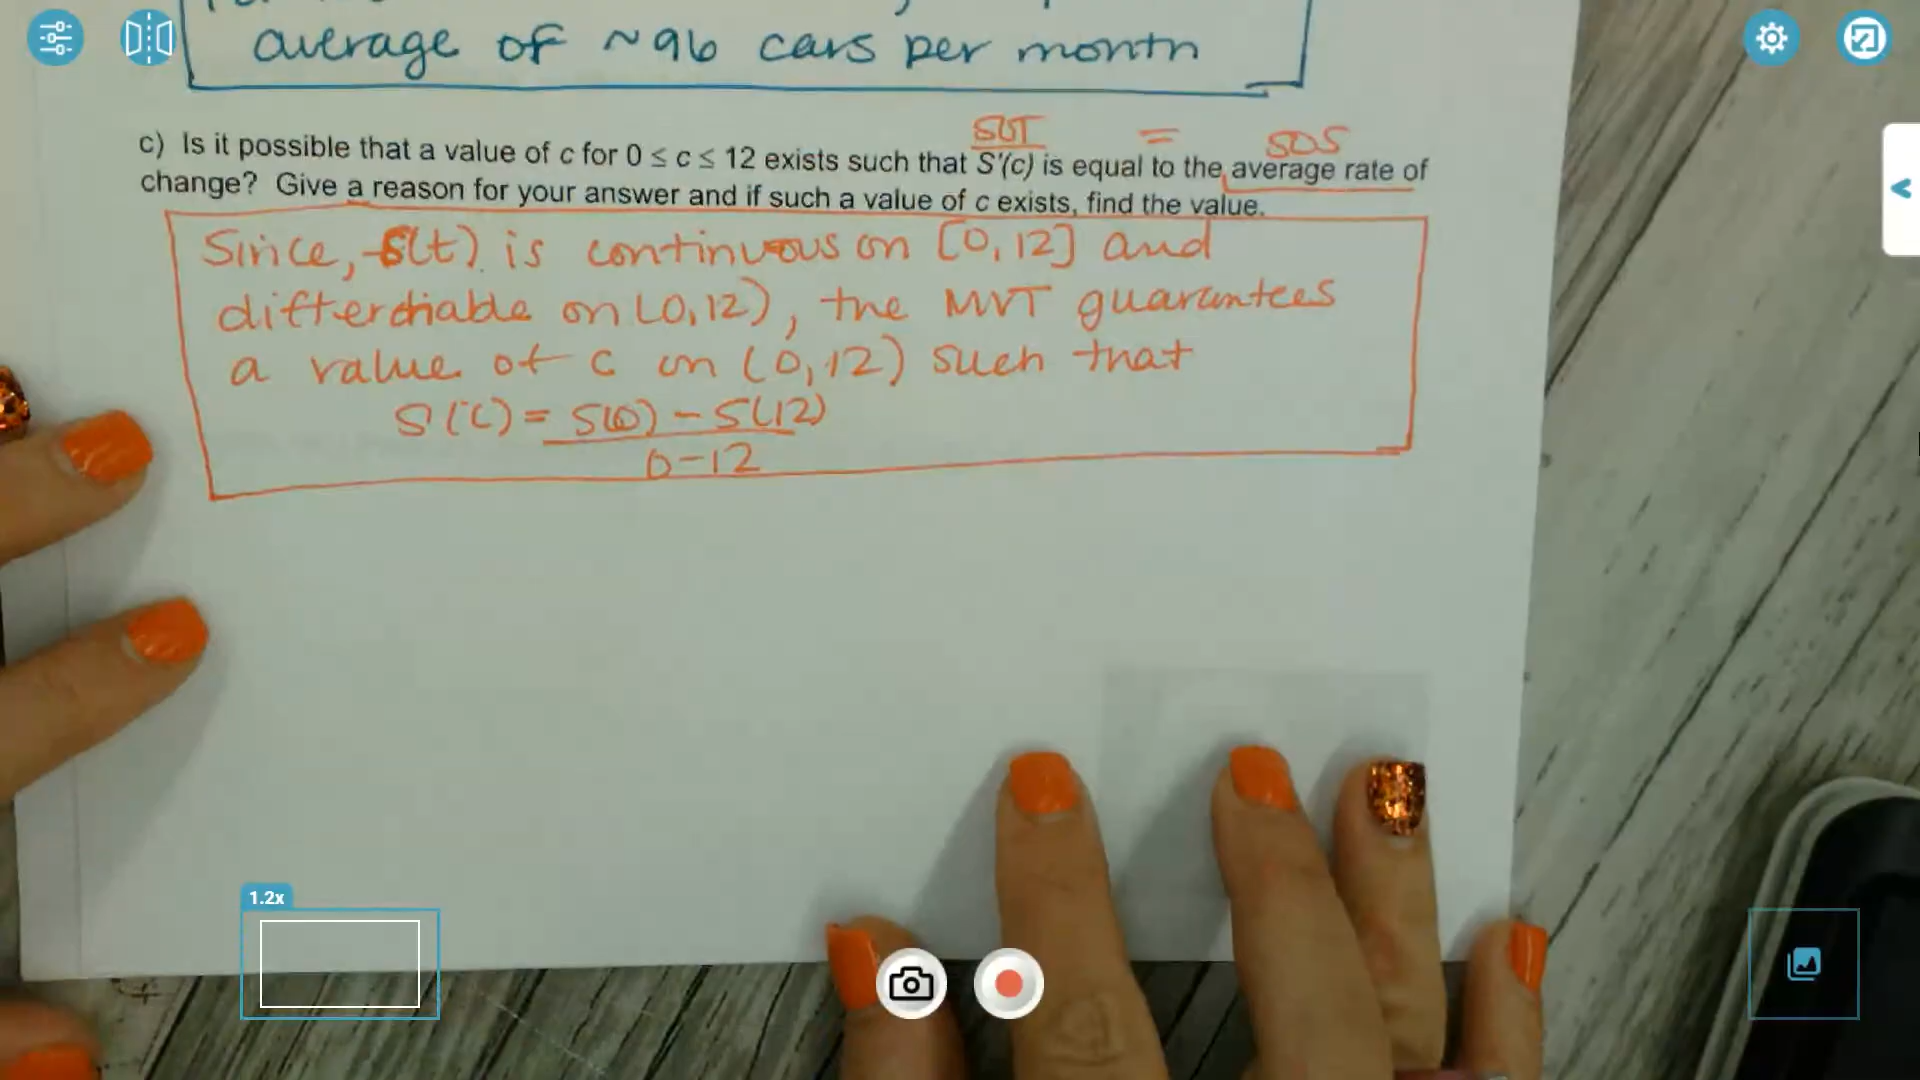 average of ~96 cars per month
SOT = SOS
c) Is it possible that a value of c for 0 ≤ c ≤ 12 exists such that S'(c) is equal to the average rate of
change? Give a reason for your answer and if such a value of c exists, find the value.
Since, S(t) is continuous on [0,12] and
differentiable on (0,12), the MVT guarantees
a value of c on (0,12) such that
S'(c) = S(0) - S(12)
0-12
1.2x